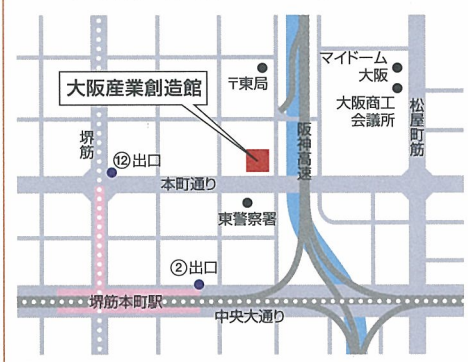 マイドーム
大阪
〒東局
大阪商工
会議所
大阪産業創造館
堺筋
阪神高速
松屋町筋
⑫出口
本町通り
東警察署
②出口
堺筋本町駅
中央大通り